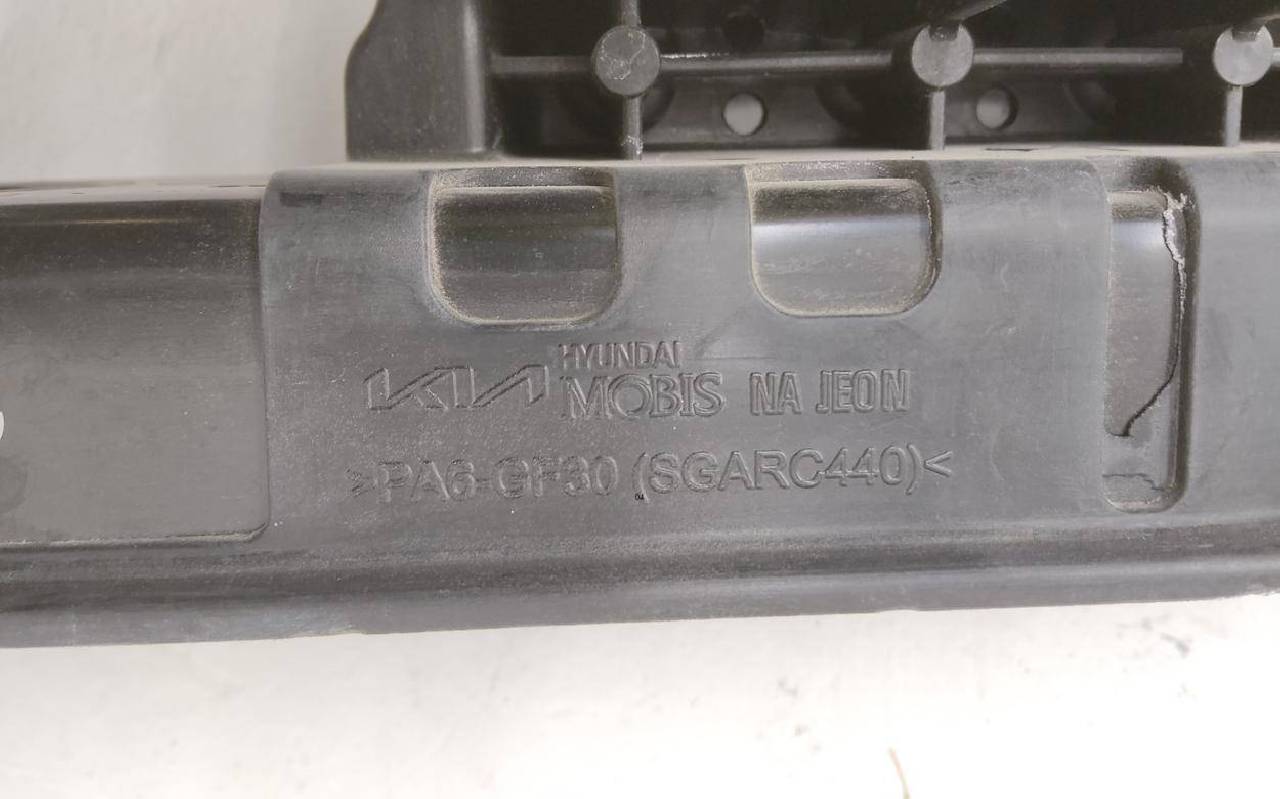 HYUNDAI
KIA MOBIS NA JEON
>PA6-GF30 (SGARC440)<